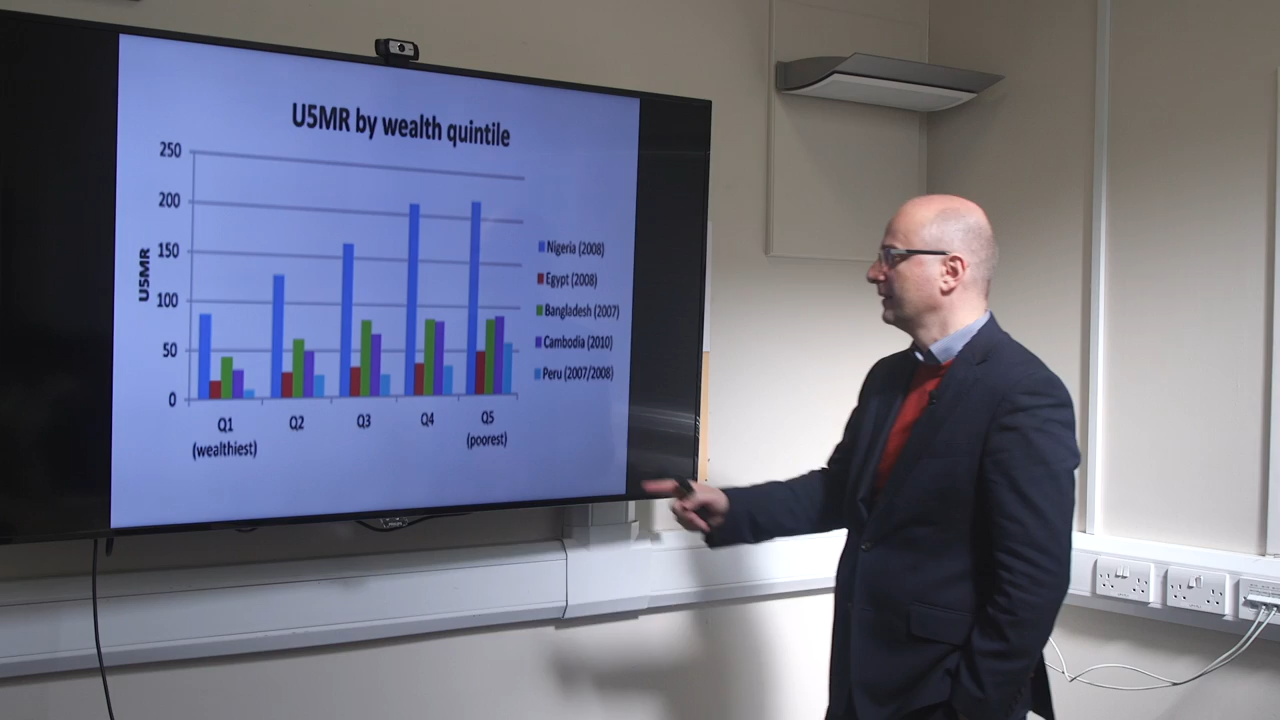 U5MR by wealth quintile
250
200
150
100
50
0
U5MR
Q1
(wealthiest)
Q2
Q3
Q4
Q5
(poorest)
Nigeria (2008)
Egypt (2008)
Bangladesh (2007)
Cambodia (2010)
Peru (2007/2008)